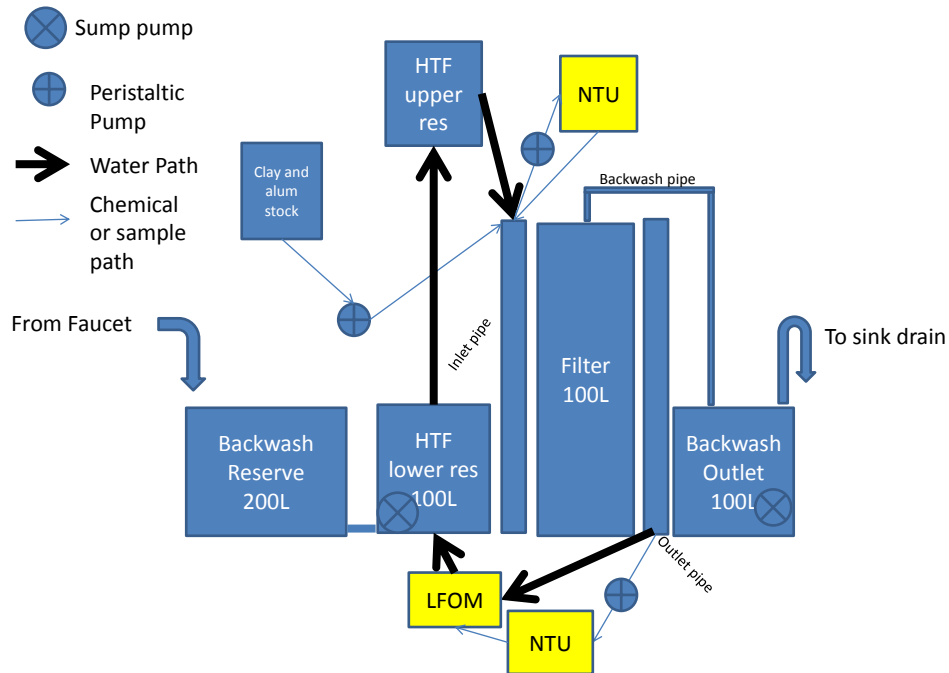 Sump pump
Peristaltic
Pump
Water Path
Chemical
or sample
path
From Faucet
Clay and
alum
stock
HTF
upper
res
NTU
Backwash pipe
Inlet pipe
Filter
100L
To sink drain
Backwash
Reserve
200L
HTF
lower res
100L
Backwash
Outlet
100L
Outlet pipe
LFOM
NTU